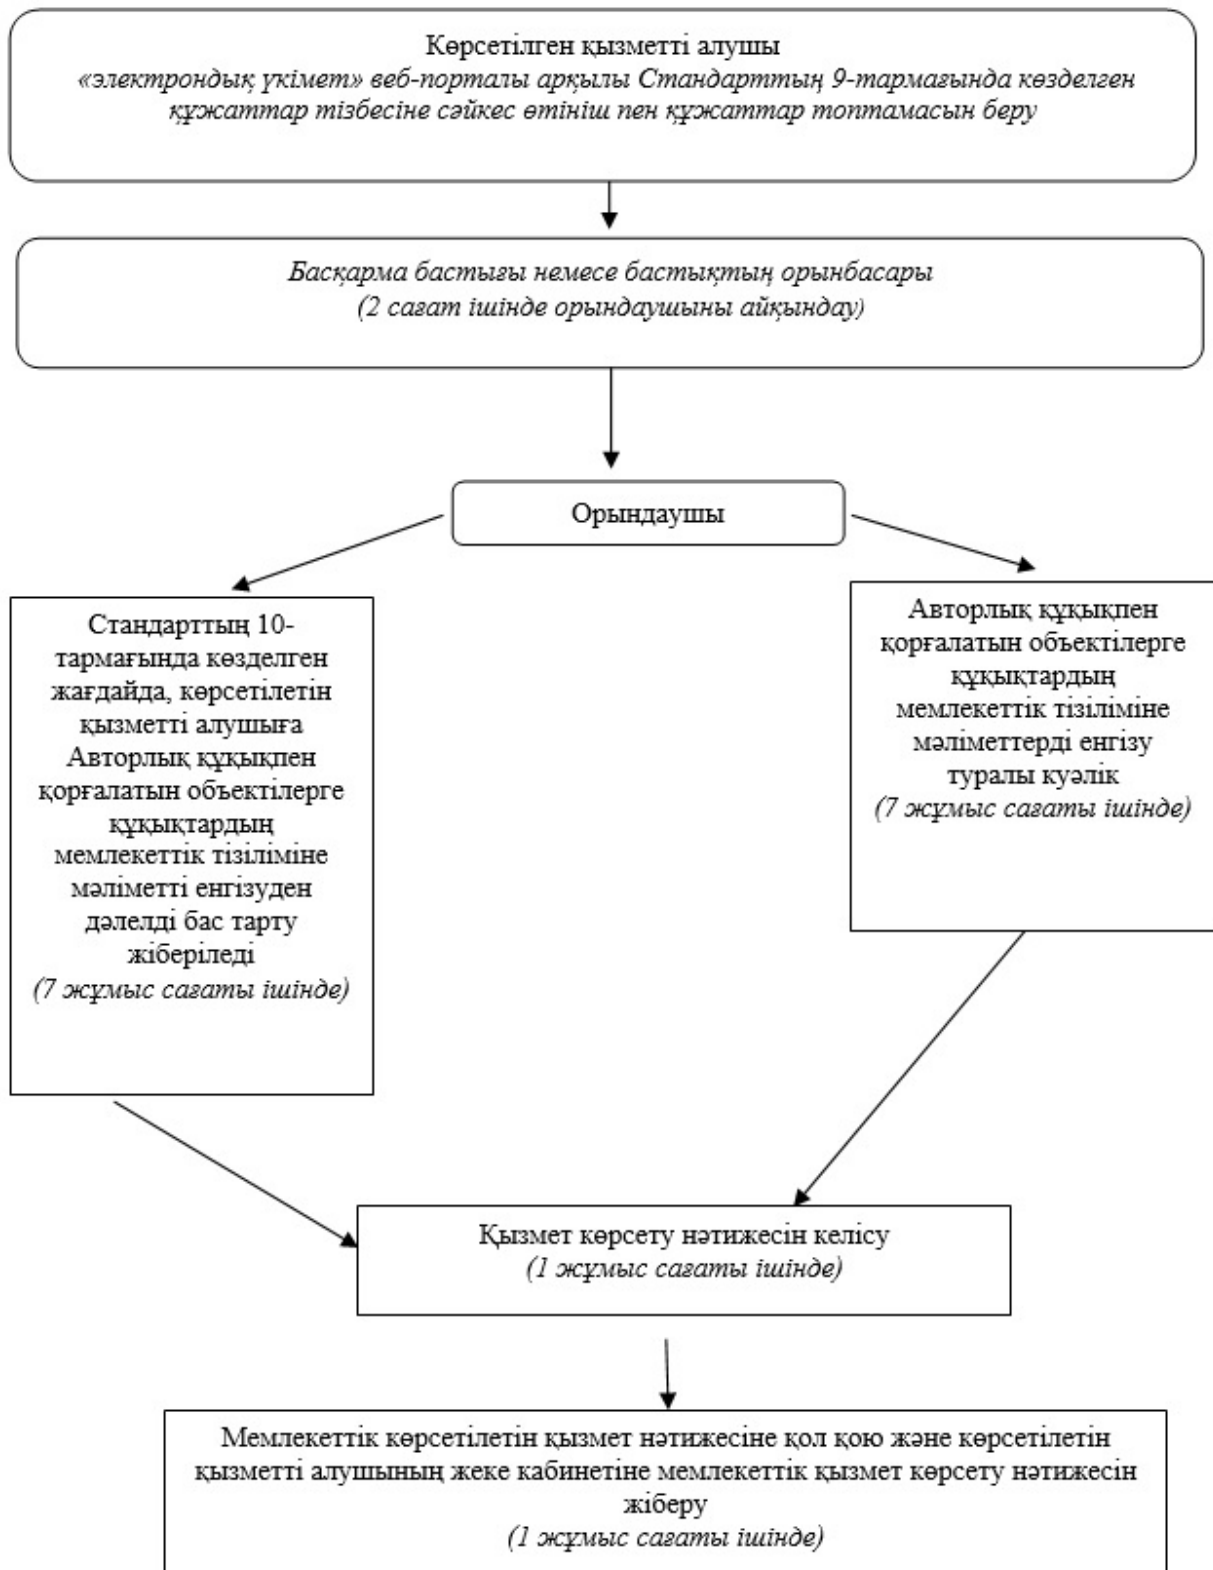 Көрсетілген қызметті алушы
«электрондық үкімет» веб-порталы арқылы Стандарттың 9-тармағында көзделген
құжаттар тізбесіне сәйкес өтініш пен құжаттар топтамасын беру
Басқарма бастығы немесе бастықтың орынбасары
(2 сағат ішінде орындаушыны айқындау)
Орындаушы
Стандарттың 10-
тармағында көзделген
жағдайда, көрсетілетін
қызметті алушыға
Авторлық құқықпен
қорғалатын объектілерге
құқықтардың
мемлекеттік тізіліміне
мәліметті енгізуден
дәлелді бас тарту
жіберіледі
(7 жұмыс сағаты ішінде)
Авторлық құқықпен
қорғалатын объектілерге
құқықтардың
мемлекеттік тізіліміне
мәліметтерді енгізу
туралы куәлік
(7 жұмыс сағаты ішінде)
Қызмет көрсету нәтижесін келісу
(1 жұмыс сағаты ішінде)
Мемлекеттік көрсетілетін қызмет нәтижесіне қол қою және көрсетілетін
қызметті алушының жеке кабинетіне мемлекеттік қызмет көрсету нәтижесін
жіберу
(1 жұмыс сағаты ішінде)